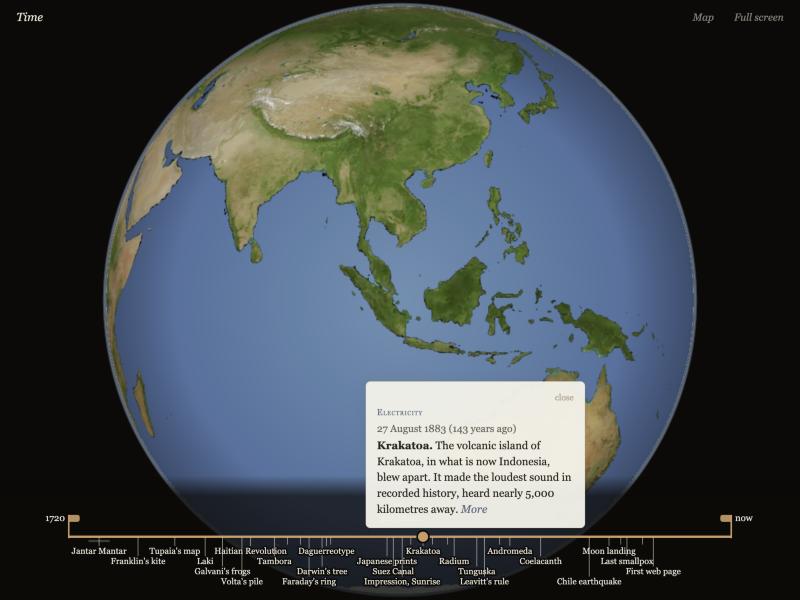 Time
Map
Full screen
close
Electricity
27 August 1883 (143 years ago)
Krakatoa. The volcanic island of
Krakatoa, in what is now Indonesia,
blew apart. It made the loudest sound in
recorded history, heard nearly 5,000
kilometres away. More
1720
now
Jantar Mantar
Tupaia's map
Haitian Revolution
Daguerreotype
Krakatoa
Andromeda
Moon landing
Franklin's kite
Laki
Tambora
Japanese prints
Radium
Coelacanth
Last smallpox
Galvani's frogs
Darwin's tree
Suez Canal
Tunguska
First web page
Volta's pile
Faraday's ring
Impression, Sunrise
Leavitt's rule
Chile earthquake